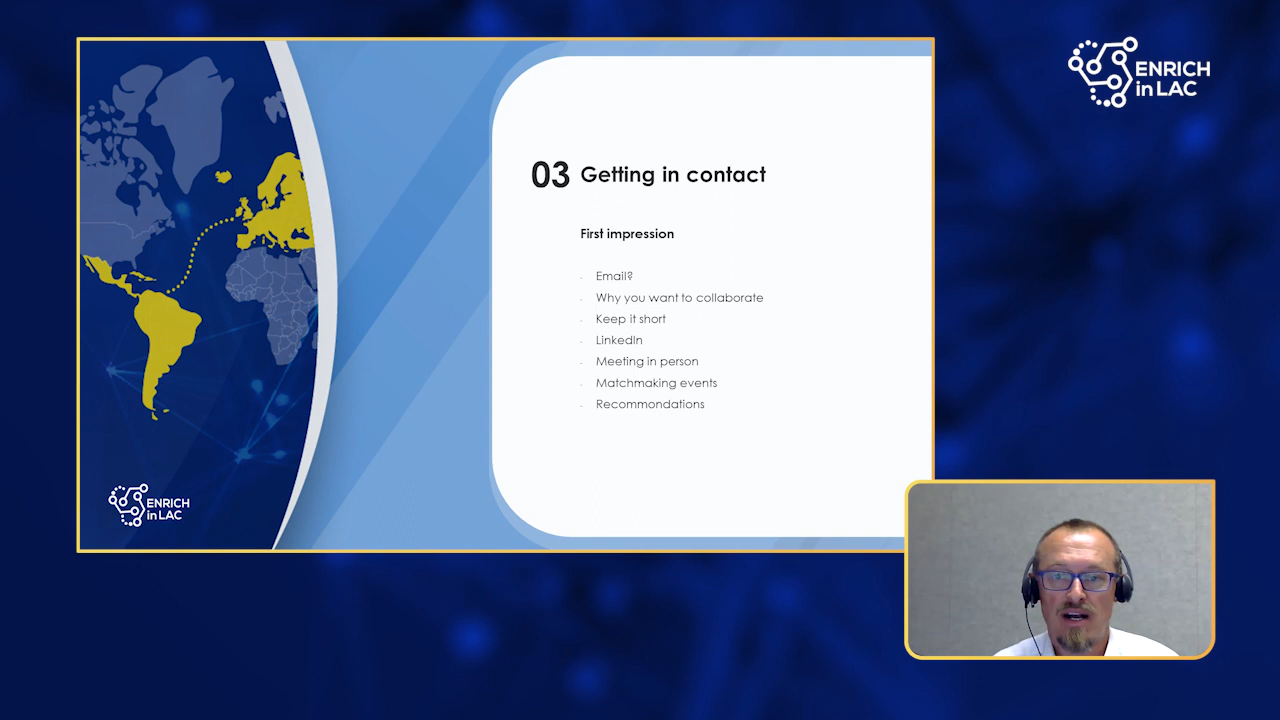 ENRICH
in LAC
03 Getting in contact
First impression
Email?
Why you want to collaborate
Keep it short
LinkedIn
Meeting in person
Matchmaking events
Recommondations
ENRICH
in LAC